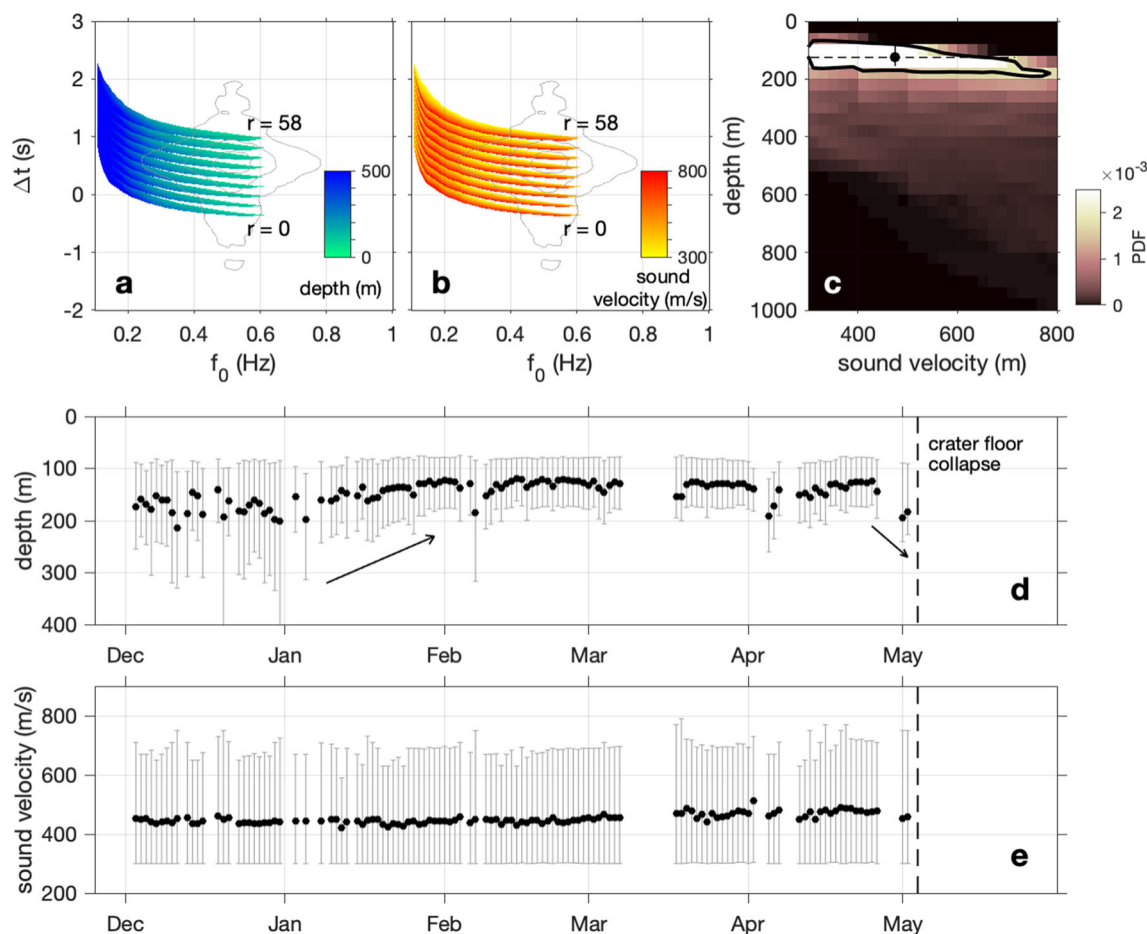 3
2
1
0
-1
-2
Δt (s)
r = 58
r = 0
500
0
depth (m)
a
0.2
0.4
0.6
0.8
1
f0 (Hz)
r = 58
r = 0
800
300
sound
velocity (m/s)
b
0.2
0.4
0.6
0.8
1
f0 (Hz)
0
200
400
600
800
1000
depth (m)
c
400
600
800
sound velocity (m)
×10-3
2
1
0
PDF
0
100
200
300
400
depth (m)
crater floor
collapse
d
Dec
Jan
Feb
Mar
Apr
May
800
600
400
200
sound velocity (m/s)
e
Dec
Jan
Feb
Mar
Apr
May